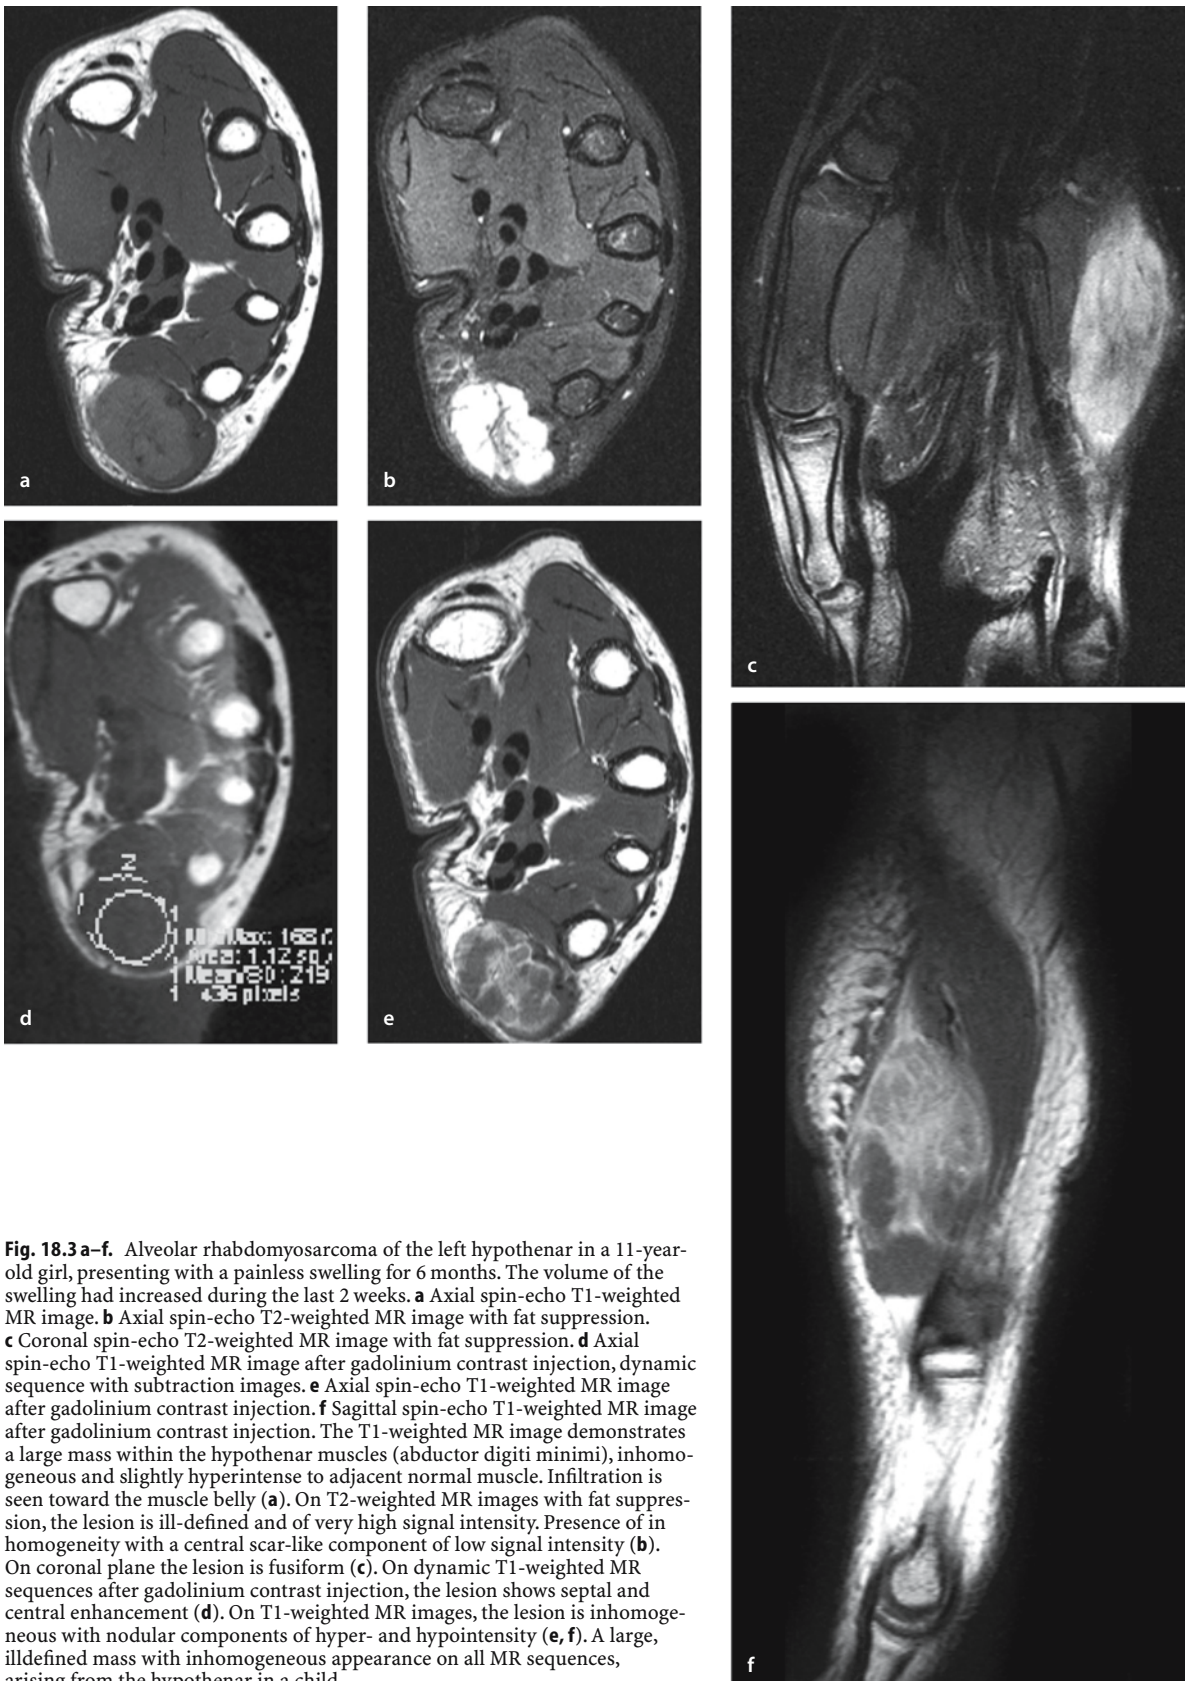 a
b
c
d
e
f
Fig. 18.3 a–f. Alveolar rhabdomyosarcoma of the left hypothenar in a 11-year-
old girl, presenting with a painless swelling for 6 months. The volume of the
swelling had increased during the last 2 weeks. a Axial spin-echo T1-weighted
MR image. b Axial spin-echo T2-weighted MR image with fat suppression.
c Coronal spin-echo T2-weighted MR image with fat suppression. d Axial
spin-echo T1-weighted MR image after gadolinium contrast injection, dynamic
sequence with subtraction images. e Axial spin-echo T1-weighted MR image
after gadolinium contrast injection. f Sagittal spin-echo T1-weighted MR image
after gadolinium contrast injection. The T1-weighted MR image demonstrates
a large mass within the hypothenar muscles (abductor digiti minimi), inhomo-
geneous and slightly hyperintense to adjacent normal muscle. Infiltration is
seen toward the muscle belly (a). On T2-weighted MR images with fat suppres-
sion, the lesion is ill-defined and of very high signal intensity. Presence of in
homogeneity with a central scar-like component of low signal intensity (b).
On coronal plane the lesion is fusiform (c). On dynamic T1-weighted MR
sequences after gadolinium contrast injection, the lesion shows septal and
central enhancement (d). On T1-weighted MR images, the lesion is inhomoge-
neous with nodular components of hyper- and hypointensity (e, f). A large,
illdefined mass with inhomogeneous appearance on all MR sequences,
arising from the hypothenar in a child